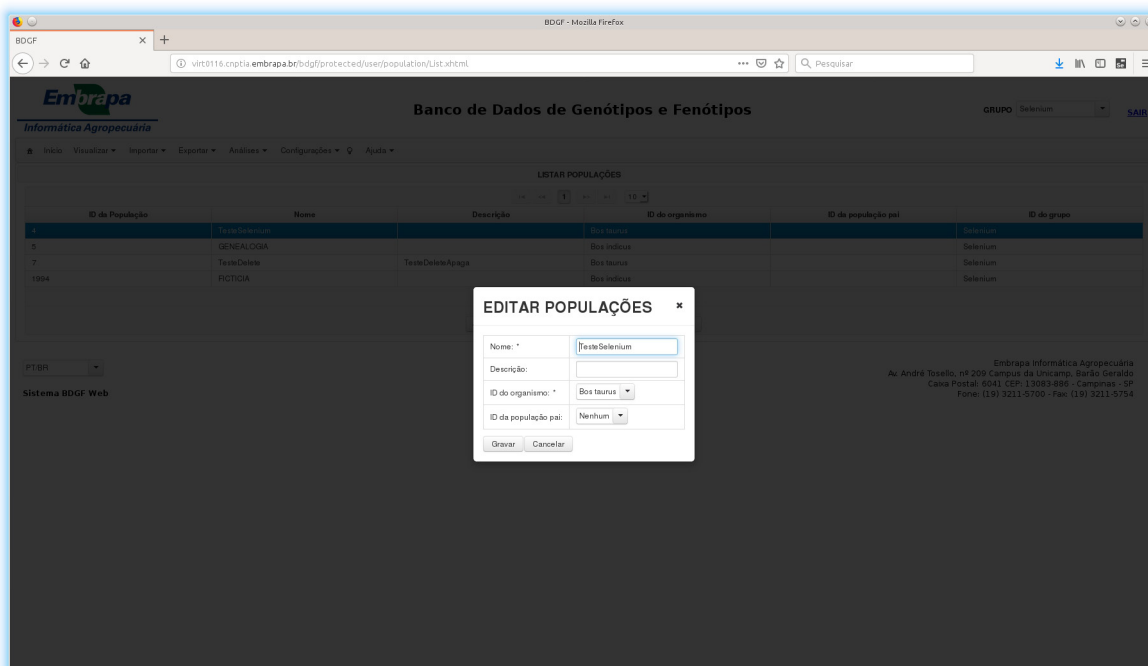 BDGF - Mozilla Firefox
BDGF
virt0116.cnptia.embrapa.br/bdgf/protected/user/population/List.xhtml
Pesquisar
Embrapa
Informática Agropecuária
Banco de Dados de Genótipos e Fenótipos
GRUPO Selenium SAIR
Início Visualizar Importar Exportar Análises Configurações Ajuda
LISTAR POPULAÇÕES
1 10
ID da População Nome Descrição ID do organismo ID da população pai ID do grupo
4 TesteSelenium Bos taurus Selenium
5 GENEALOGIA Bos indicus Selenium
7 TesteDelete TesteDeleteApaga Bos taurus Selenium
1984 FICTICIA Bos indicus Selenium
EDITAR POPULAÇÕES
Nome: * TesteSelenium
Descrição:
ID do organismo: * Bos taurus
ID da população pai: Nenhum
Gravar Cancelar
PT-BR
Sistema BDGF Web
Embrapa Informática Agropecuária
Av. André Tosello, nº 209 Campus da Unicamp, Barão Geraldo
Caixa Postal: 6041 CEP: 13083-886 - Campinas - SP
Fone: (19) 3211-5700 - Fax: (19) 3211-5754